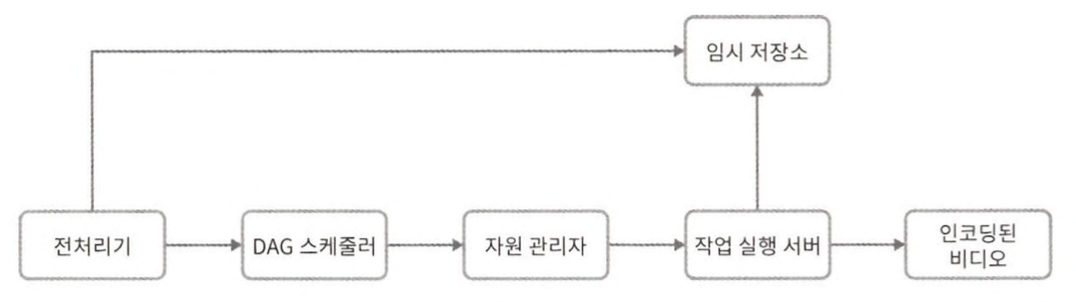 임시 저장소
전처리기
DAG 스케줄러
자원 관리자
작업 실행 서버
인코딩된
비디오